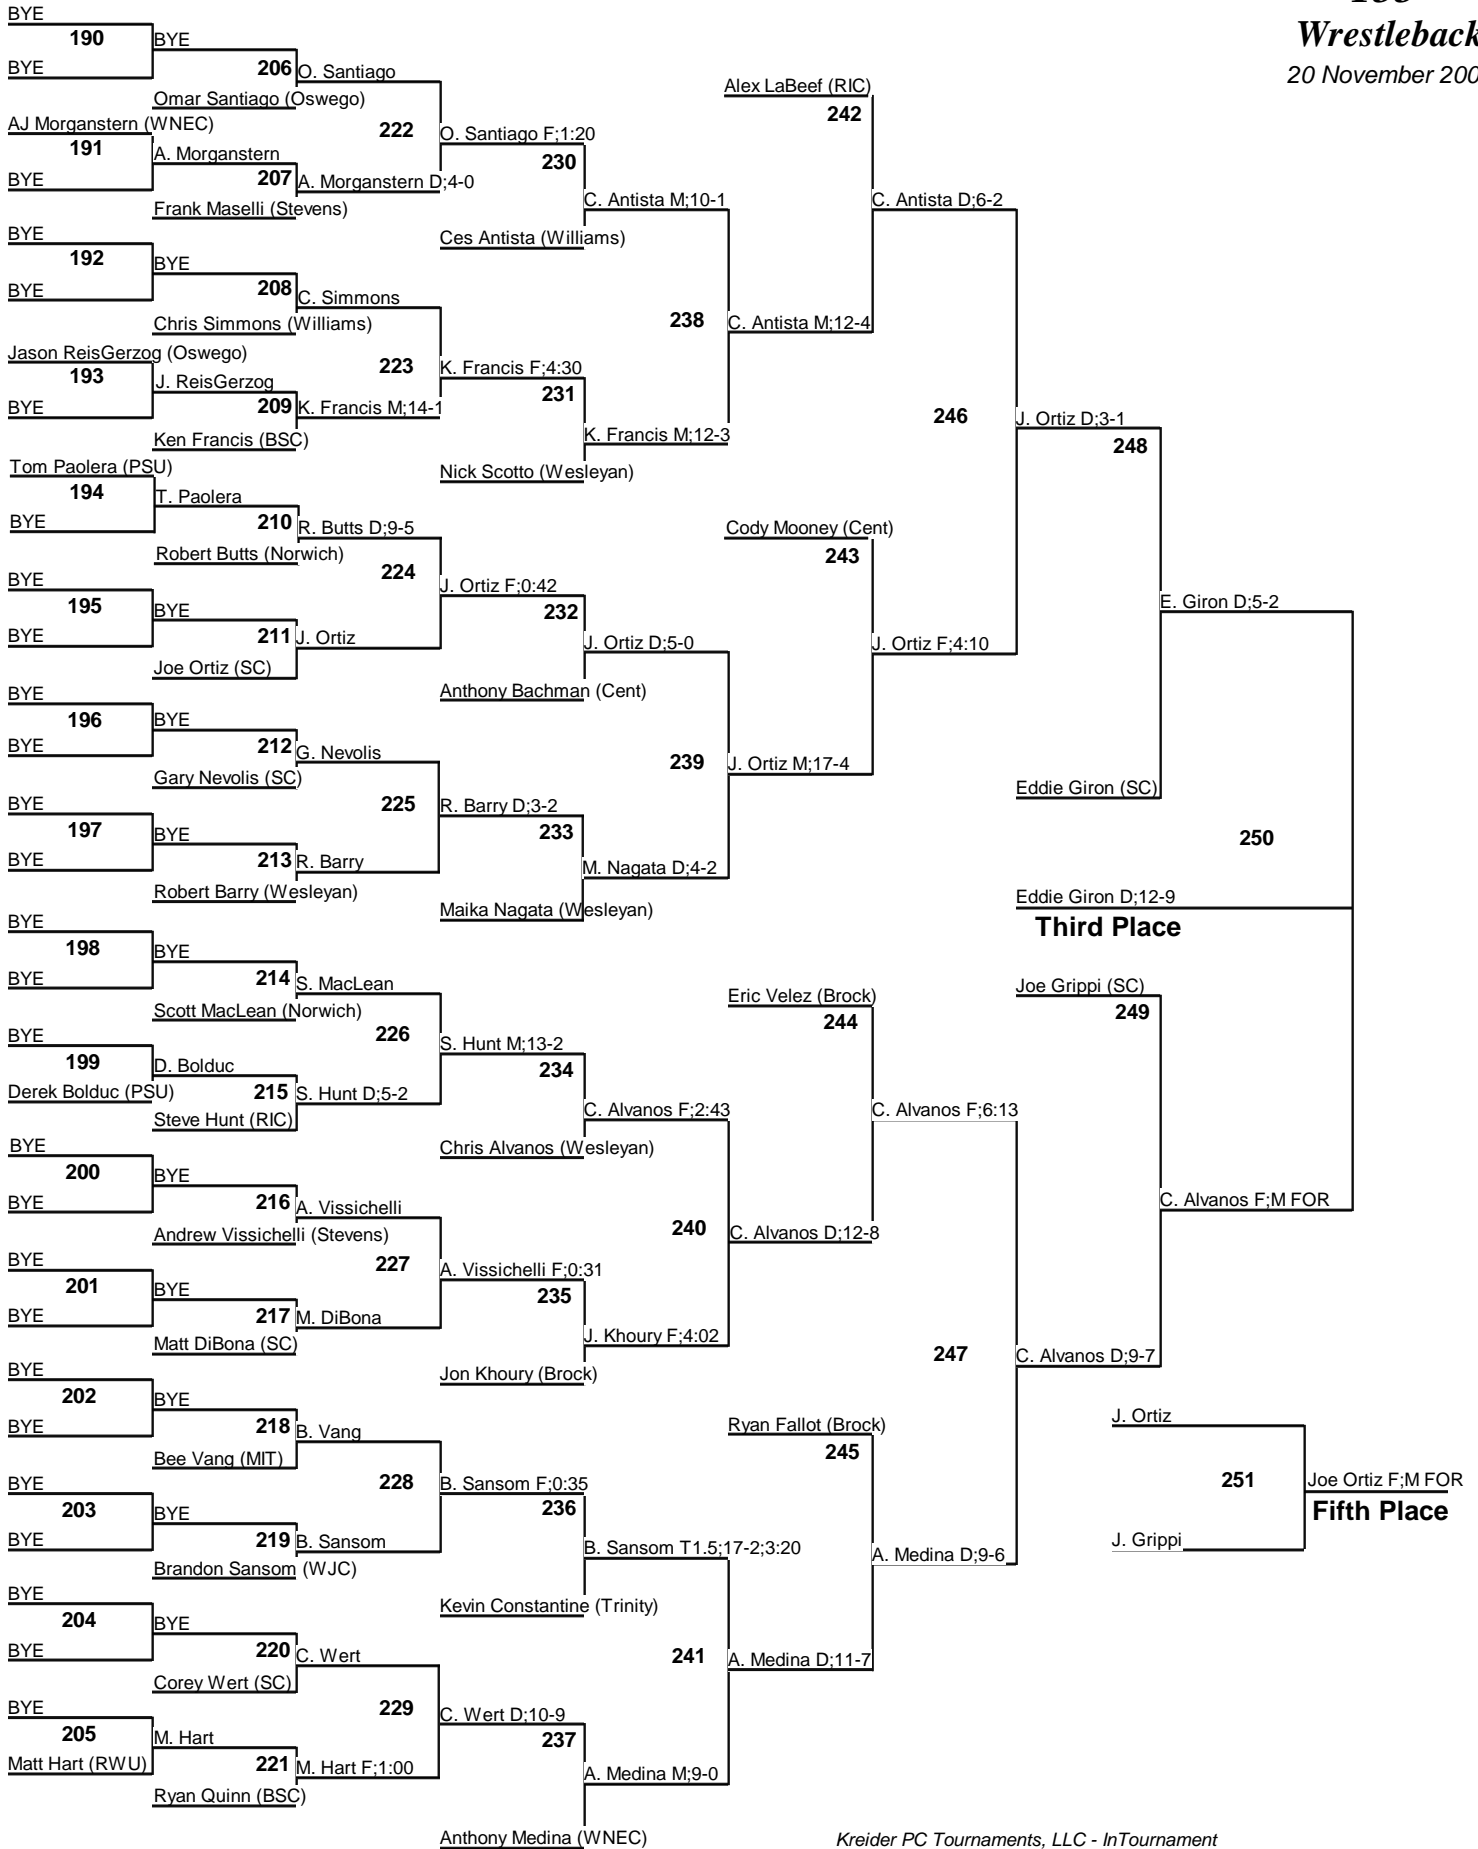 Wrestleback
20 November 200
BYE
190
BYE
BYE
206
O. Santiago
Omar Santiago (Oswego)
AJ Morganstern (WNEC)
191
BYE
A. Morganstern
207
A. Morganstern D;4-0
Frank Maselli (Stevens)
222
O. Santiago F;1:20
230
C. Antista M;10-1
Ces Antista (Williams)
BYE
192
BYE
BYE
208
C. Simmons
Chris Simmons (Williams)
Jason ReisGerzog (Oswego)
193
BYE
J. ReisGerzog
209
K. Francis M;14-1
Ken Francis (BSC)
223
K. Francis F;4:30
231
K. Francis M;12-3
Nick Scotto (Wesleyan)
238
C. Antista M;12-4
Alex LaBeef (RIC)
242
C. Antista D;6-2
Tom Paolera (PSU)
194
BYE
T. Paolera
210
R. Butts D;9-5
Robert Butts (Norwich)
224
J. Ortiz F;0:42
BYE
195
BYE
BYE
211
J. Ortiz
Joe Ortiz (SC)
232
J. Ortiz D;5-0
Anthony Bachman (Cent)
BYE
196
BYE
BYE
212
G. Nevolis
Gary Nevolis (SC)
225
R. Barry D;3-2
BYE
197
BYE
BYE
213
R. Barry
Robert Barry (Wesleyan)
233
M. Nagata D;4-2
Maika Nagata (Wesleyan)
239
J. Ortiz M;17-4
Cody Mooney (Cent)
243
J. Ortiz F;4:10
246
J. Ortiz D;3-1
248
E. Giron D;5-2
Eddie Giron (SC)
250
Eddie Giron D;12-9
Third Place
BYE
198
BYE
BYE
214
S. MacLean
Scott MacLean (Norwich)
226
S. Hunt M;13-2
BYE
199
Derek Bolduc (PSU)
D. Bolduc
215
S. Hunt D;5-2
Steve Hunt (RIC)
234
C. Alvanos F;2:43
Chris Alvanos (Wesleyan)
BYE
200
BYE
BYE
216
A. Vissichelli
Andrew Vissichelli (Stevens)
227
A. Vissichelli F;0:31
BYE
201
BYE
BYE
217
M. DiBona
Matt DiBona (SC)
235
J. Khoury F;4:02
Jon Khoury (Brock)
240
C. Alvanos D;12-8
Eric Velez (Brock)
244
C. Alvanos F;6:13
Joe Grippi (SC)
249
C. Alvanos F;M FOR
247
C. Alvanos D;9-7
BYE
202
BYE
BYE
218
B. Vang
Bee Vang (MIT)
228
B. Sansom F;0:35
BYE
203
BYE
BYE
219
B. Sansom
Brandon Sansom (WJC)
236
B. Sansom T1.5;17-2;3:20
Kevin Constantine (Trinity)
BYE
204
BYE
BYE
220
C. Wert
Corey Wert (SC)
229
C. Wert D;10-9
BYE
205
Matt Hart (RWU)
M. Hart
221
M. Hart F;1:00
Ryan Quinn (BSC)
237
A. Medina M;9-0
Anthony Medina (WNEC)
241
A. Medina D;11-7
Ryan Fallot (Brock)
245
A. Medina D;9-6
J. Ortiz
251
J. Grippi
Joe Ortiz F;M FOR
Fifth Place
Kreider PC Tournaments, LLC - InTournament